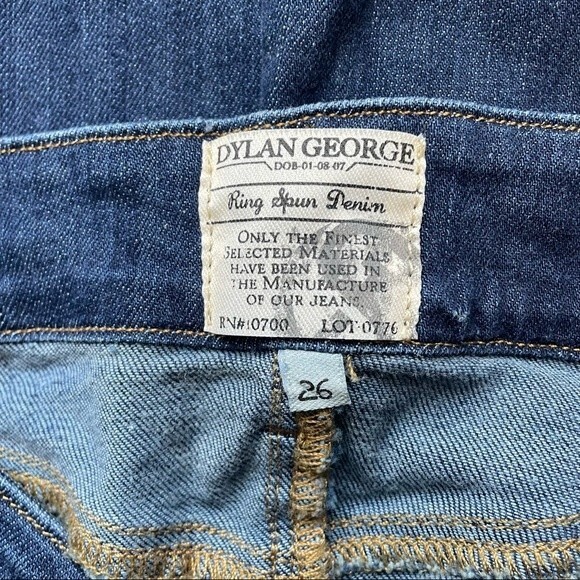 DYLAN GEORGE
DOB-01-08-07
Ring Spun Denim
ONLY THE FINEST
SELECTED MATERIALS
HAVE BEEN USED IN
THE MANUFACTURE
OF OUR JEANS.
RN#10700 LOT-0776
26